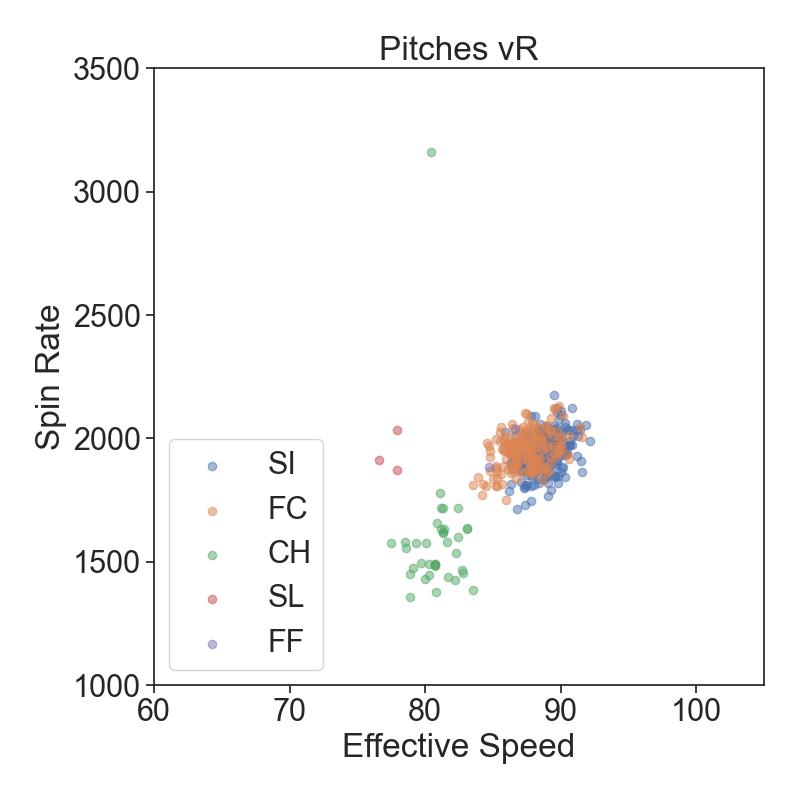 Pitches vR
3500
3000
2500
2000
1500
1000
Spin Rate
SI
FC
CH
SL
FF
60 70 80 90 100
Effective Speed